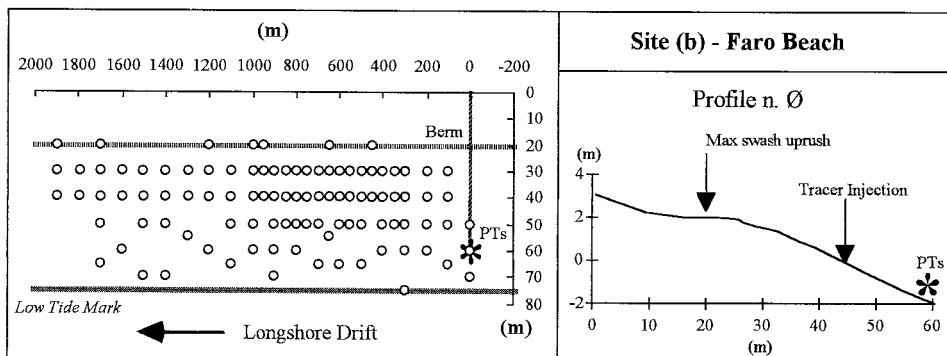 (m)
2000 1800 1600 1400 1200 1000 800 600 400 200 0 -200
0
Berm
10
20
30
40
50
PTs
60
70
80
Low Tide Mark
(m)
Longshore Drift
Site (b) - Faro Beach
Profile n. Ø
(m)
Max swash uprush
Tracer Injection
4
2
0
-2
PTs
0 10 20 30 40 50 60
(m)